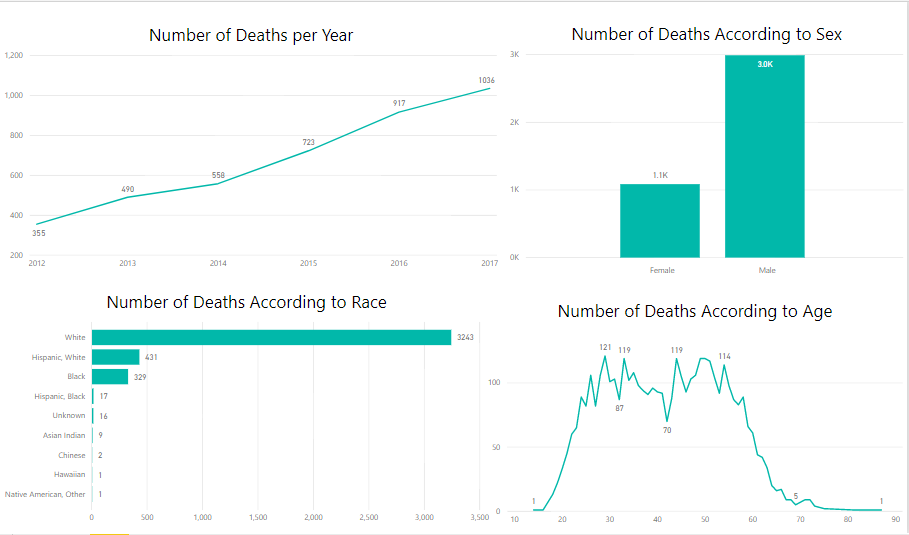 Number of Deaths per Year
1,200
1,000
800
600
400
200
355
490
558
723
917
1036
2012 2013 2014 2015 2016 2017
Number of Deaths According to Sex
3K
2K
1K
0K
1.1K
3.0K
Female Male
Number of Deaths According to Race
White 3243
Hispanic, White 431
Black 329
Hispanic, Black 17
Unknown 16
Asian Indian 9
Chinese 2
Hawaiian 1
Native American, Other 1
0 500 1,000 1,500 2,000 2,500 3,000 3,500
Number of Deaths According to Age
100
50
0
1
121
87
119
70
119
114
5
1
10 20 30 40 50 60 70 80 90